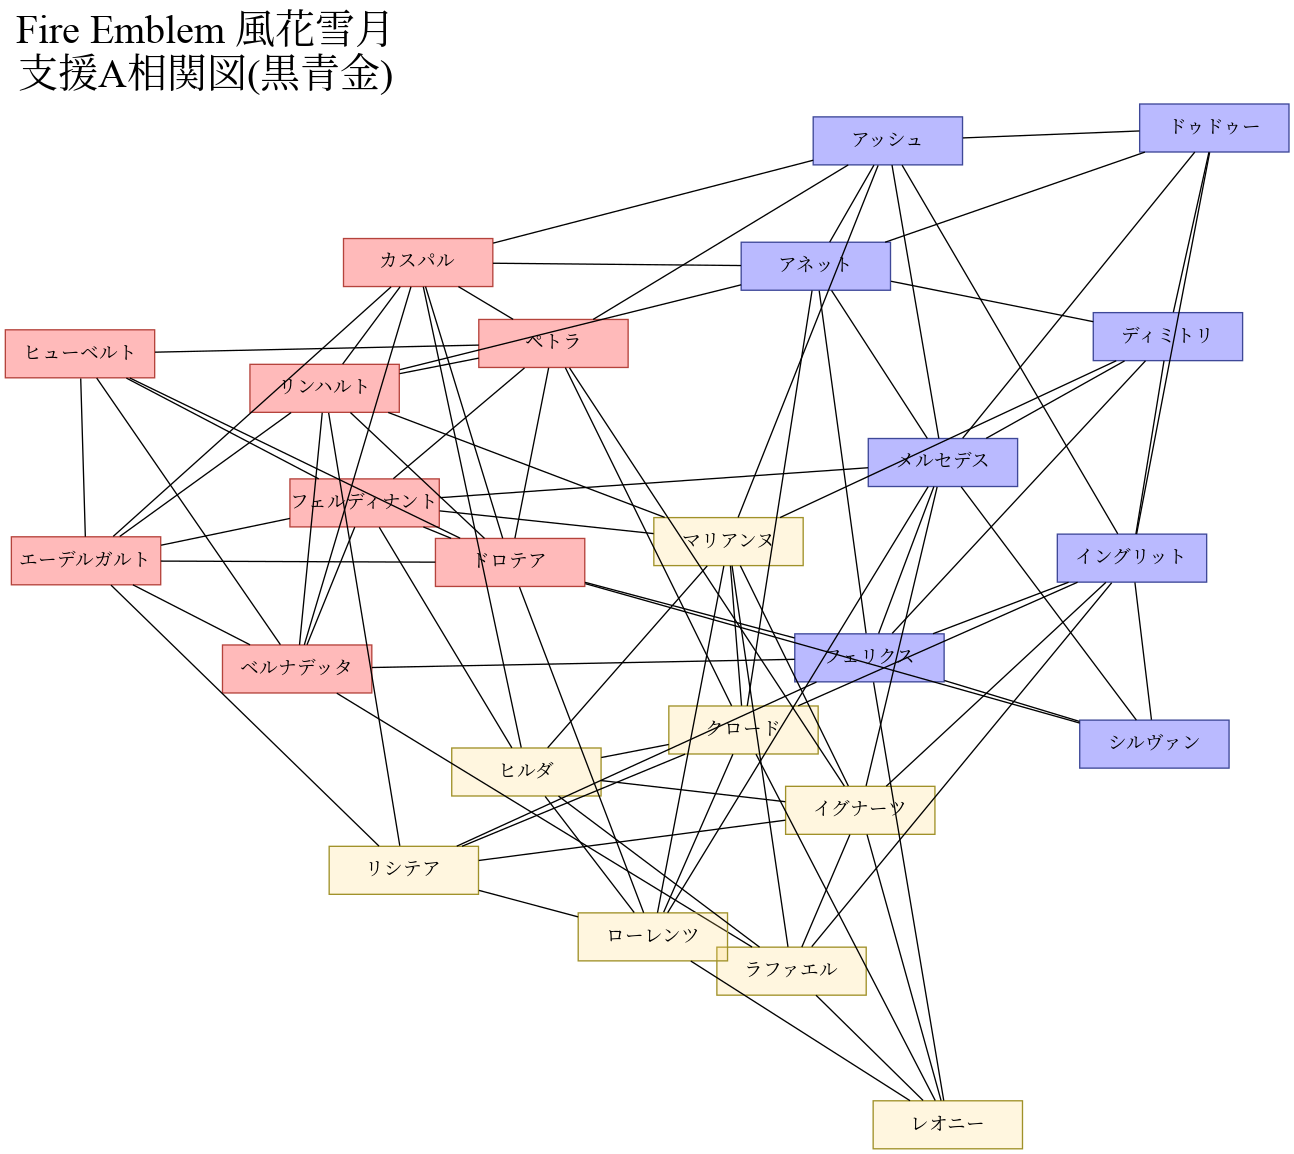 Fire Emblem 風花雪月
支援A相関図(黒青金)
ドゥドゥー
アッシュ
カスパル
アネット
ディミトリ
ペトラ
ヒューベルト
リンハルト
メルセデス
フェルディナント
マリアンヌ
イングリット
エーデルガルト
ドロテア
フェリクス
ベルナデッタ
クロード
シルヴァン
ヒルダ
イグナーツ
リシテア
ローレンツ
ラファエル
レオニー